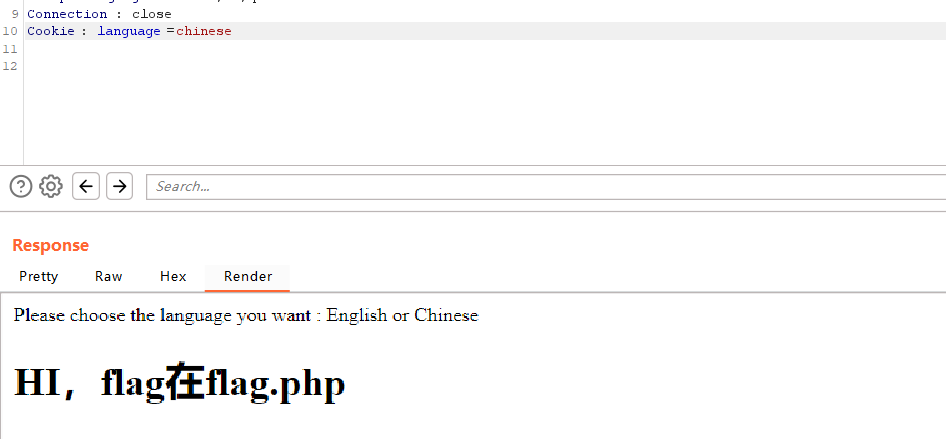 9 Connection : close
10 Cookie : language =chinese
11
12
Search...
Response
Pretty Raw Hex Render
Please choose the language you want : English or Chinese
HI，flag在flag.php